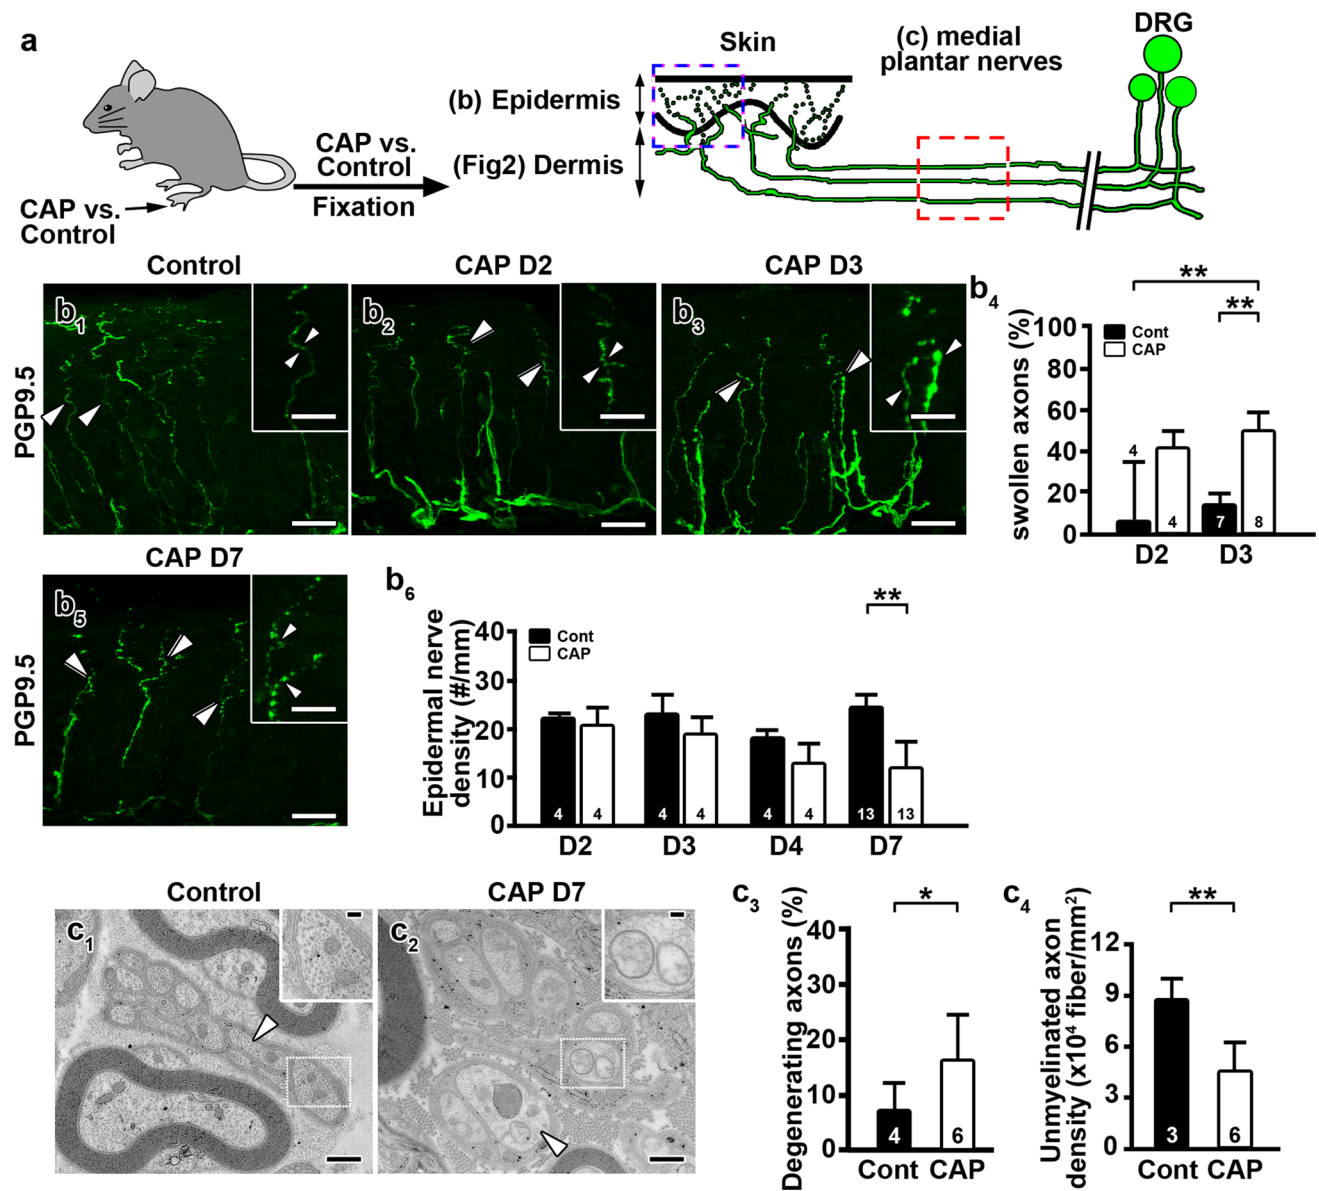 a
CAP vs.
Control
CAP vs.
Control
Fixation
Skin
(b) Epidermis
(Fig2) Dermis
(c) medial
plantar nerves
DRG
Control
CAP D2
CAP D3
PGP9.5
b1
b2
b3
b4
**
**
swollen axons (%)
100
80
60
40
20
0
Cont
CAP
4
4
7
8
D2
D3
CAP D7
PGP9.5
b5
b6
**
Epidermal nerve
density (#/mm)
40
30
20
10
0
Cont
CAP
4
4
4
4
4
4
13
13
D2
D3
D4
D7
Control
CAP D7
c1
c2
c3
*
Degenerating axons (%)
40
30
20
10
0
4
6
Cont
CAP
c4
**
Unmyelinated axon
density (x10⁴ fiber/mm²)
12
9
6
3
0
3
6
Cont
CAP